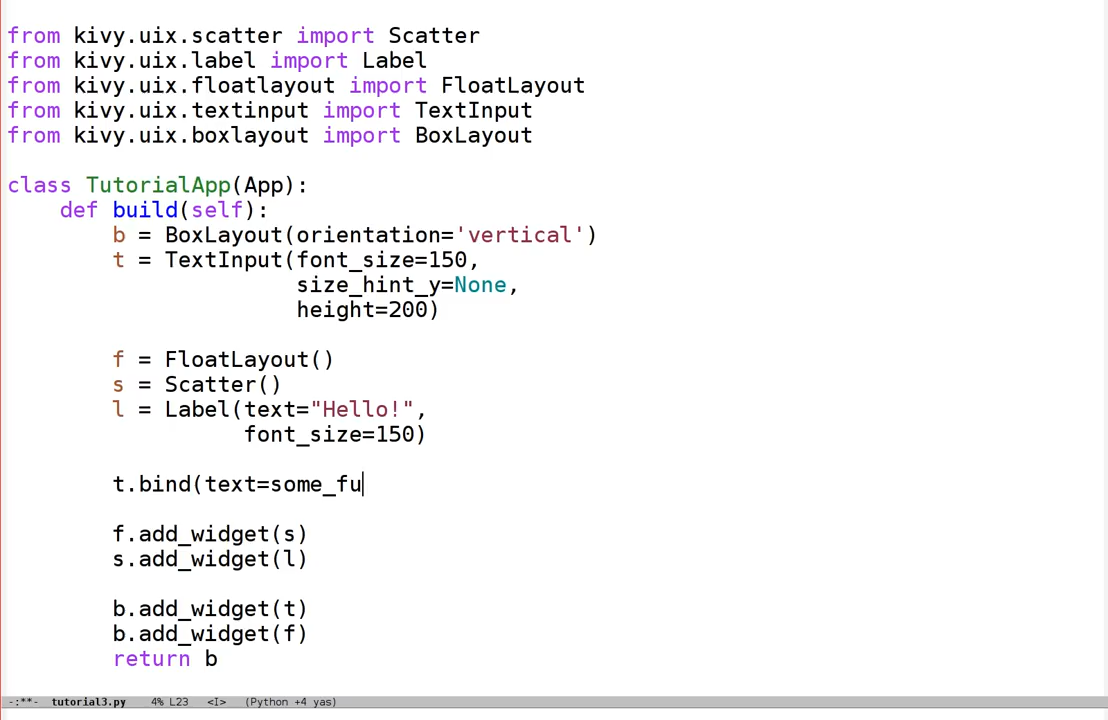 from kivy.uix.scatter import Scatter
from kivy.uix.label import Label
from kivy.uix.floatlayout import FloatLayout
from kivy.uix.textinput import TextInput
from kivy.uix.boxlayout import BoxLayout
class TutorialApp(App):
def build(self):
b = BoxLayout(orientation='vertical')
t = TextInput(font_size=150,
size_hint_y=None,
height=200)
f = FloatLayout()
s = Scatter()
l = Label(text="Hello!",
font_size=150)
t.bind(text=some_fu
f.add_widget(s)
s.add_widget(l)
b.add_widget(t)
b.add_widget(f)
return b
-:**- tutorial3.py 4% L23 <I> (Python +4 yas)